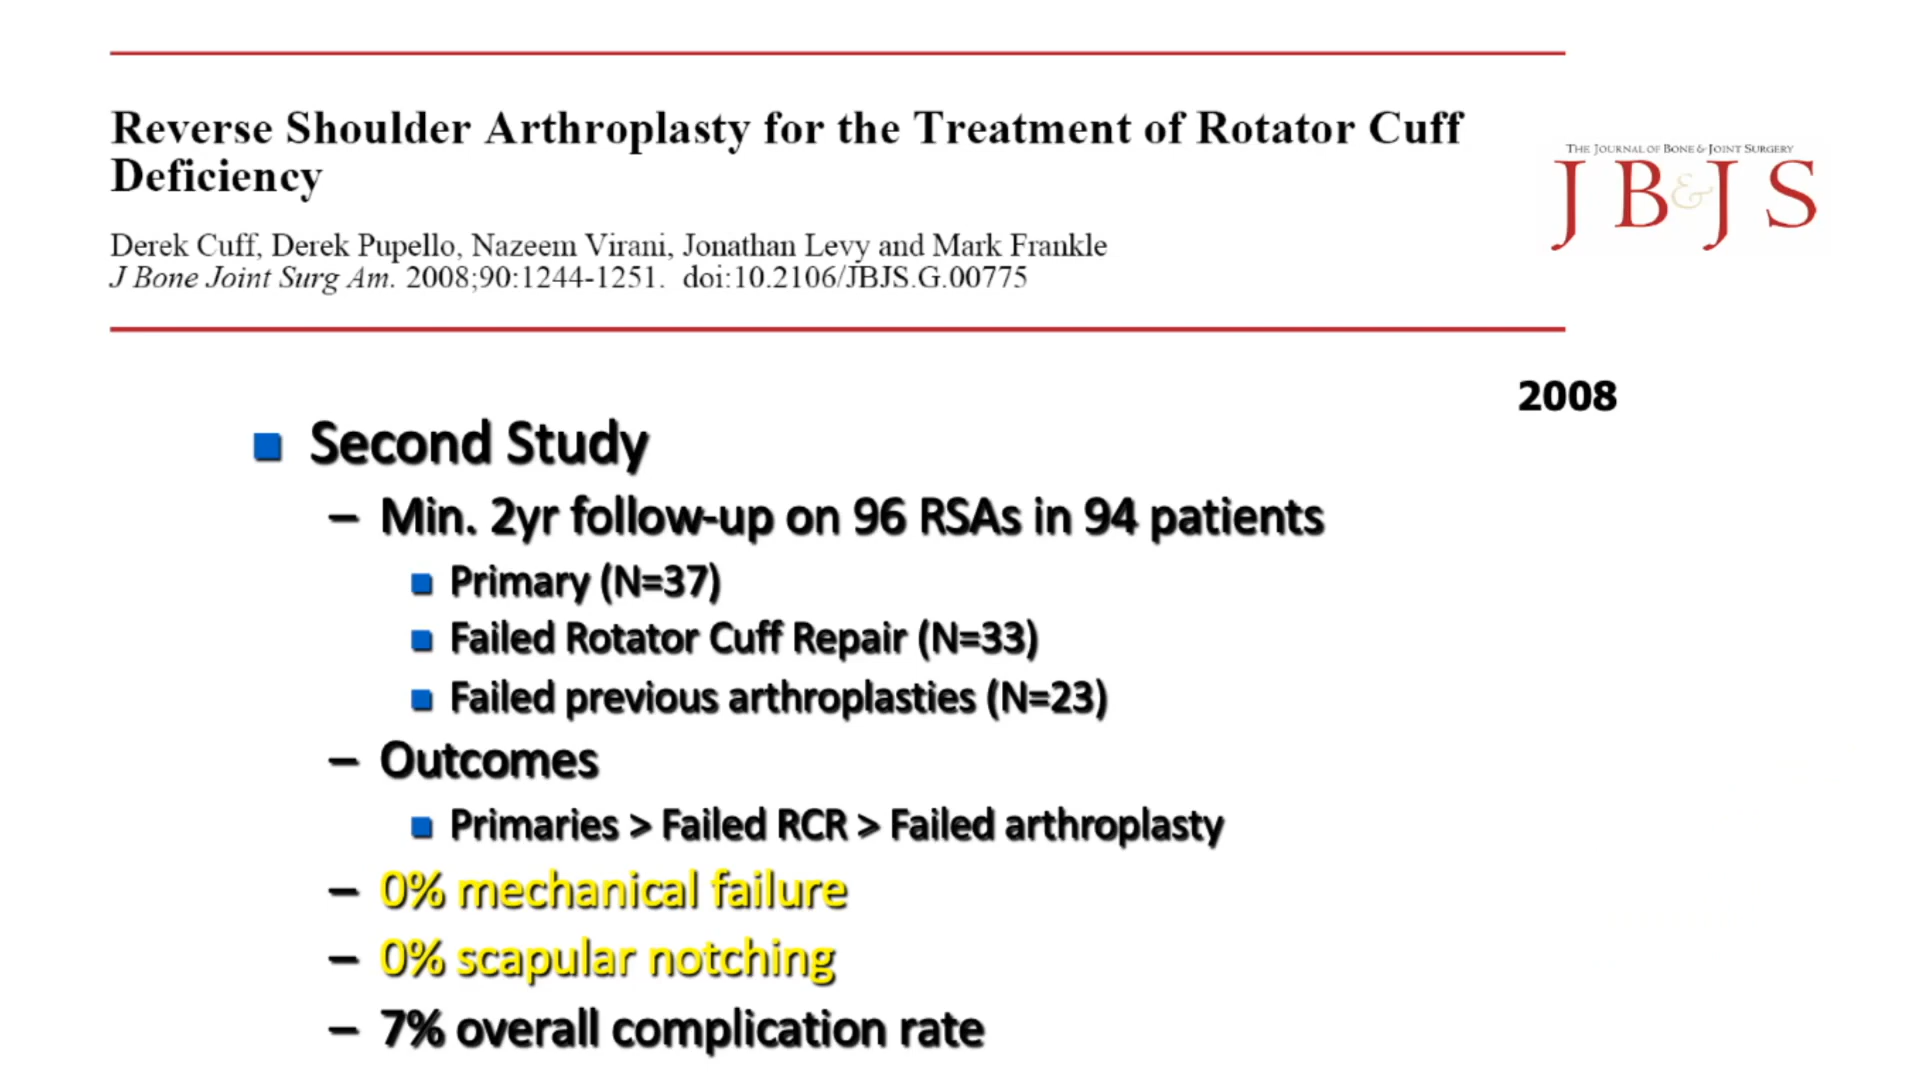 Reverse Shoulder Arthroplasty for the Treatment of Rotator Cuff
Deficiency
Derek Cuff, Derek Pupello, Nazeem Virani, Jonathan Levy and Mark Frankle
J Bone Joint Surg Am. 2008;90:1244-1251. doi:10.2106/JBJS.G.00775
THE JOURNAL OF BONE & JOINT SURGERY
J B & J S
2008
Second Study
– Min. 2yr follow-up on 96 RSAs in 94 patients
Primary (N=37)
Failed Rotator Cuff Repair (N=33)
Failed previous arthroplasties (N=23)
– Outcomes
Primaries > Failed RCR > Failed arthroplasty
– 0% mechanical failure
– 0% scapular notching
– 7% overall complication rate